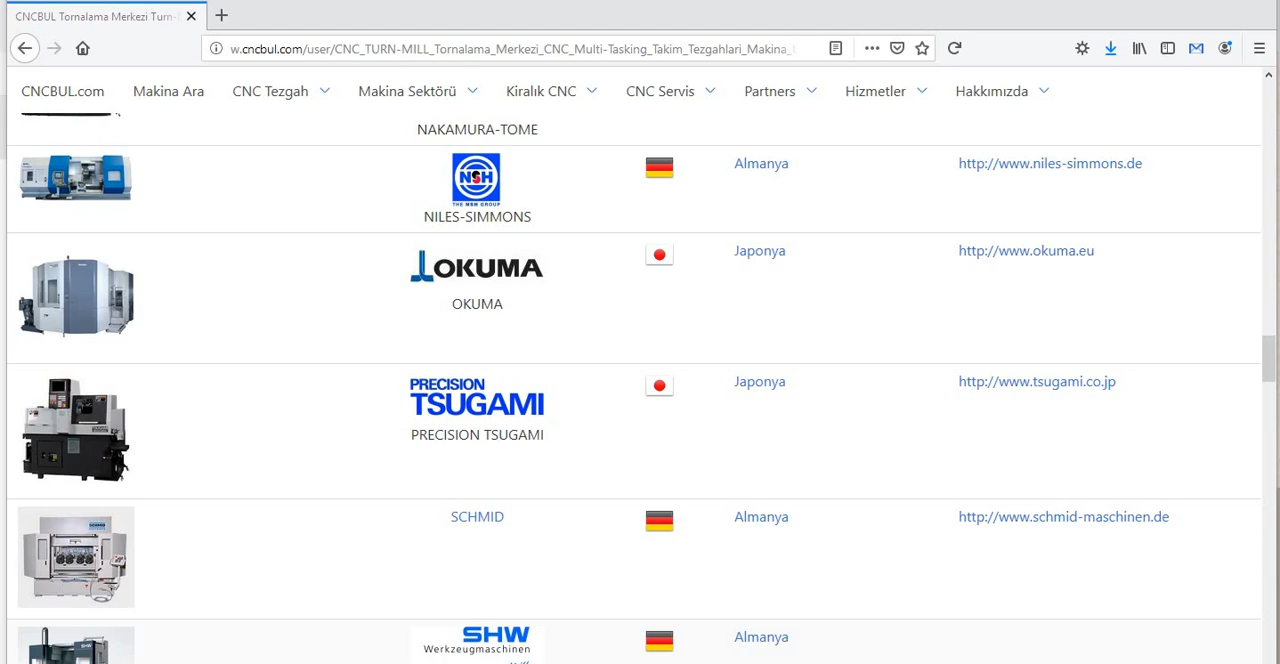 CNCBUL Tornalama Merkezi Turn-
w.cncbul.com/user/CNC_TURN-MILL_Tornalama_Merkezi_CNC_Multi-Tasking_Takim_Tezgahlari_Makina_
CNCBUL.com Makina Ara CNC Tezgah Makina Sektörü Kiralık CNC CNC Servis Partners Hizmetler Hakkımızda
NAKAMURA-TOME
NSH
THE NSH GROUP
NILES-SIMMONS
Almanya
http://www.niles-simmons.de
OKUMA
OKUMA
Japonya
http://www.okuma.eu
PRECISION
TSUGAMI
PRECISION TSUGAMI
Japonya
http://www.tsugami.co.jp
SCHMID
Almanya
http://www.schmid-maschinen.de
SHW
Werkzeugmaschinen
Almanya